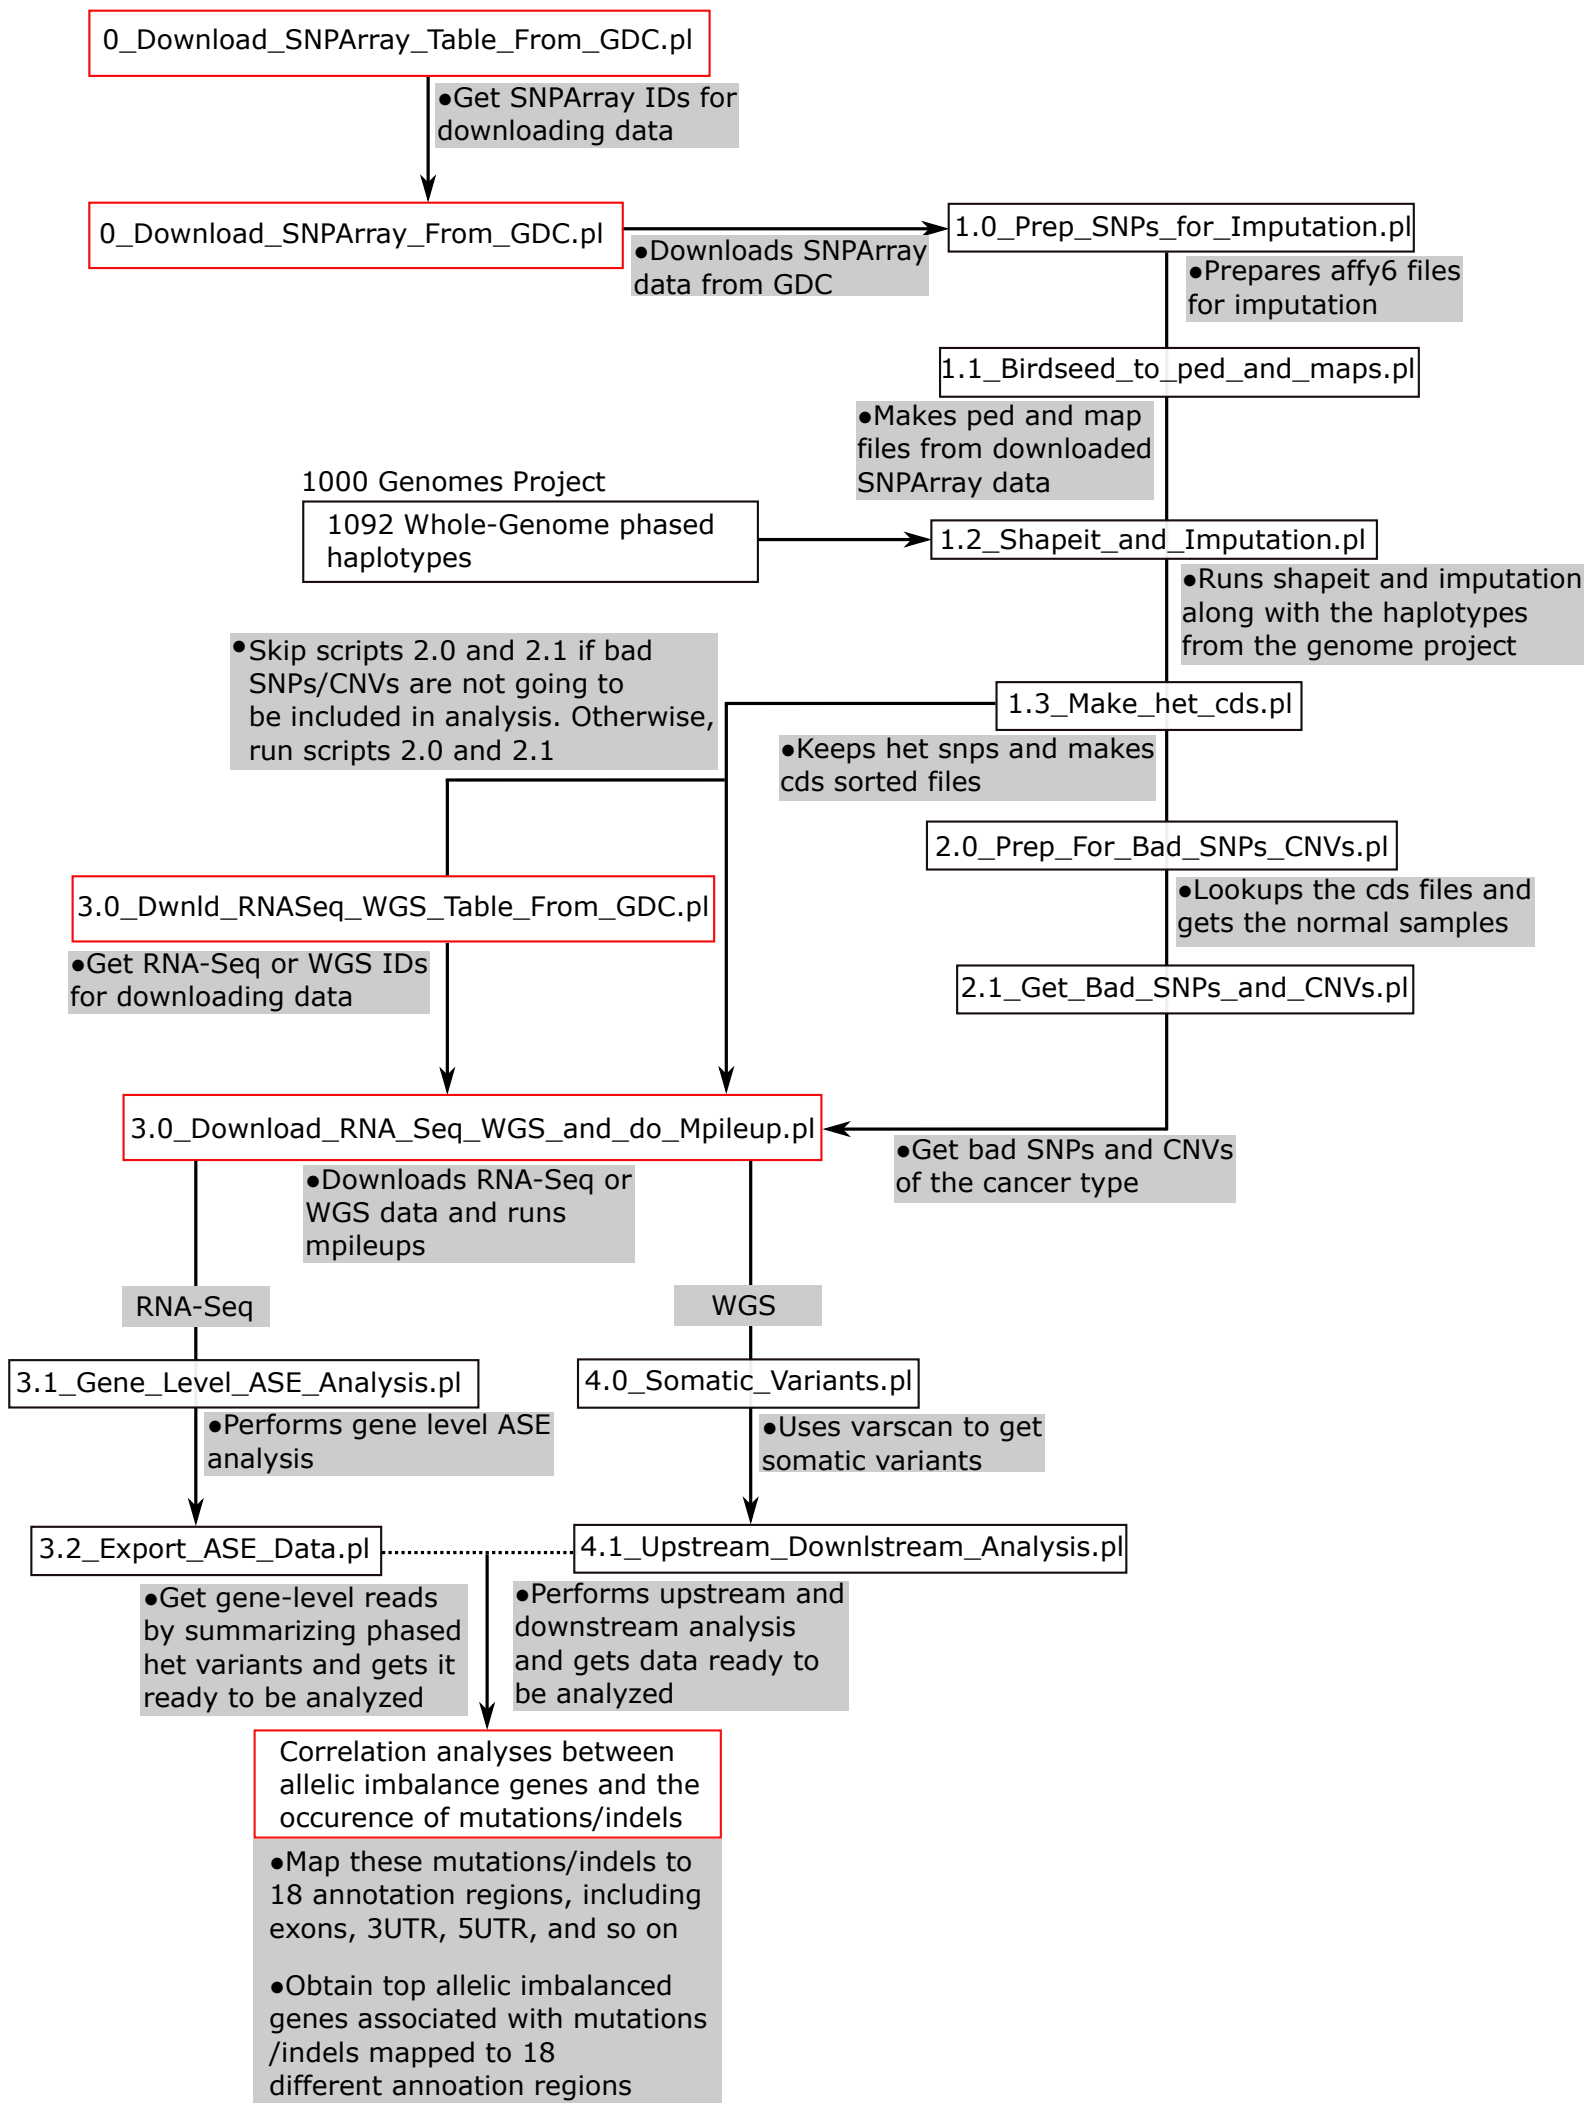 0_Download_SNPArray_Table_From_GDC.pl
●Get SNPArray IDs for
downloading data
0_Download_SNPArray_From_GDC.pl
●Downloads SNPArray
data from GDC
1.0_Prep_SNPs_for_Imputation.pl
●Prepares affy6 files
for imputation
1.1_Birdseed_to_ped_and_maps.pl
●Makes ped and map
files from downloaded
SNPArray data
1000 Genomes Project
1092 Whole-Genome phased
haplotypes
1.2_Shapeit_and_Imputation.pl
●Runs shapeit and imputation
along with the haplotypes
from the genome project
●Skip scripts 2.0 and 2.1 if bad
SNPs/CNVs are not going to
be included in analysis. Otherwise,
run scripts 2.0 and 2.1
1.3_Make_het_cds.pl
●Keeps het snps and makes
cds sorted files
2.0_Prep_For_Bad_SNPs_CNVs.pl
●Lookups the cds files and
gets the normal samples
3.0_Dwnld_RNASeq_WGS_Table_From_GDC.pl
●Get RNA-Seq or WGS IDs
for downloading data
2.1_Get_Bad_SNPs_and_CNVs.pl
3.0_Download_RNA_Seq_WGS_and_do_Mpileup.pl
●Get bad SNPs and CNVs
of the cancer type
●Downloads RNA-Seq or
WGS data and runs
mpileups
RNA-Seq
WGS
3.1_Gene_Level_ASE_Analysis.pl
●Performs gene level ASE
analysis
4.0_Somatic_Variants.pl
●Uses varscan to get
somatic variants
3.2_Export_ASE_Data.pl
●Get gene-level reads
by summarizing phased
het variants and gets it
ready to be analyzed
4.1_Upstream_Downlstream_Analysis.pl
●Performs upstream and
downstream analysis
and gets data ready to
be analyzed
Correlation analyses between
allelic imbalance genes and the
occurence of mutations/indels
●Map these mutations/indels to
18 annotation regions, including
exons, 3UTR, 5UTR, and so on
●Obtain top allelic imbalanced
genes associated with mutations
/indels mapped to 18
different annoation regions